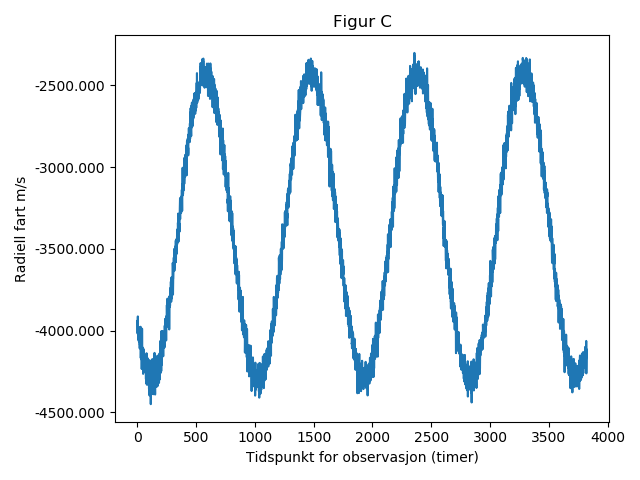 Figur C
-2500.000
-3000.000
-3500.000
-4000.000
-4500.000
Radiell fart m/s
0 500 1000 1500 2000 2500 3000 3500 4000
Tidspunkt for observasjon (timer)